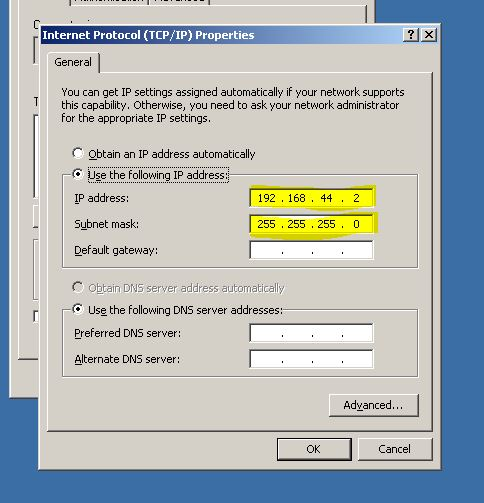 Internet Protocol (TCP/IP) Properties
General
You can get IP settings assigned automatically if your network supports
this capability. Otherwise, you need to ask your network administrator
for the appropriate IP settings.
Obtain an IP address automatically
Use the following IP address:
IP address: 192 . 168 . 44 . 2
Subnet mask: 255 . 255 . 255 . 0
Default gateway: . . .
Obtain DNS server address automatically
Use the following DNS server addresses:
Preferred DNS server: . . .
Alternate DNS server: . . .
Advanced...
OK Cancel